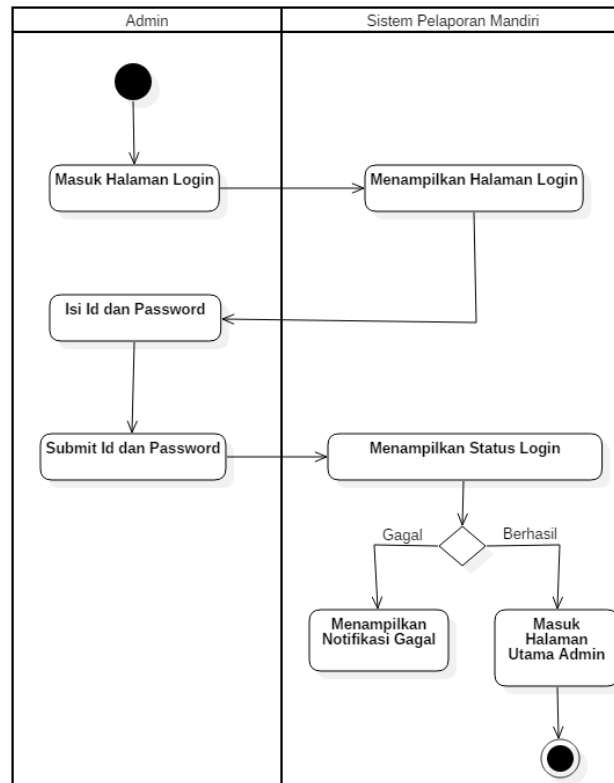 Admin
Sistem Pelaporan Mandiri
Masuk Halaman Login
Menampilkan Halaman Login
Isi Id dan Password
Submit Id dan Password
Menampilkan Status Login
Gagal
Berhasil
Menampilkan
Notifikasi Gagal
Masuk
Halaman
Utama Admin